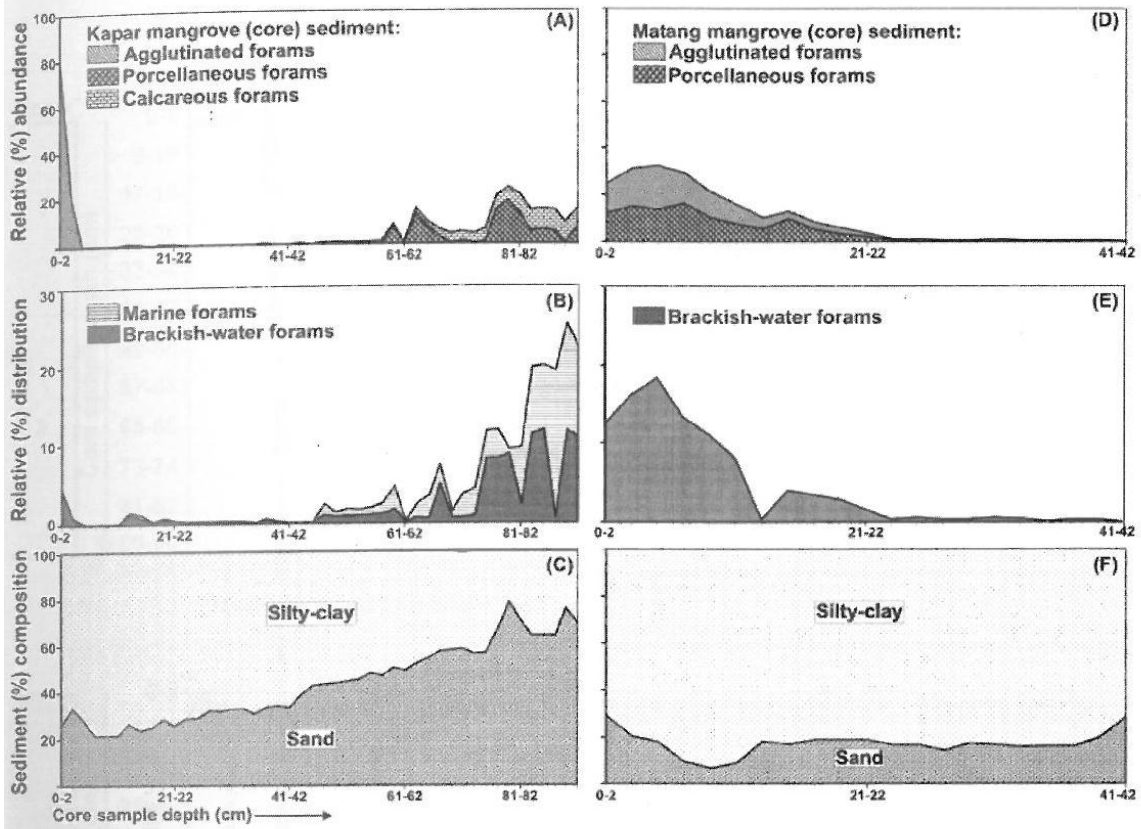 (A)
Kapar mangrove (core) sediment:
Agglutinated forams
Porcellaneous forams
Calcareous forams
Relative (%) abundance
100
80
60
40
20
0-2
21-22
41-42
61-62
81-82
(D)
Matang mangrove (core) sediment:
Agglutinated forams
Porcellaneous forams
0-2
21-22
41-42
(B)
Marine forams
Brackish-water forams
Relative (%) distribution
30
20
10
0
0-2
21-22
41-42
61-62
81-82
(E)
Brackish-water forams
0-2
21-22
41-42
(C)
Silty-clay
Sand
Sediment (%) composition
100
80
60
40
20
0-2
21-22
41-42
61-62
81-82
Core sample depth (cm)
(F)
Silty-clay
Sand
0-2
21-22
41-42